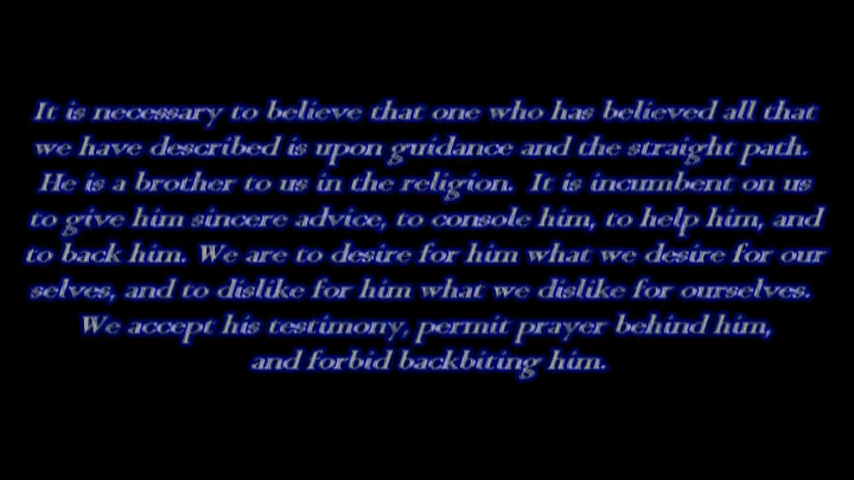 It is necessary to believe that one who has believed all that
we have described is upon guidance and the straight path.
He is a brother to us in the religion. It is incumbent on us
to give him sincere advice, to console him, to help him, and
to back him. We are to desire for him what we desire for our
selves, and to dislike for him what we dislike for ourselves.
We accept his testimony, permit prayer behind him,
and forbid backbiting him.